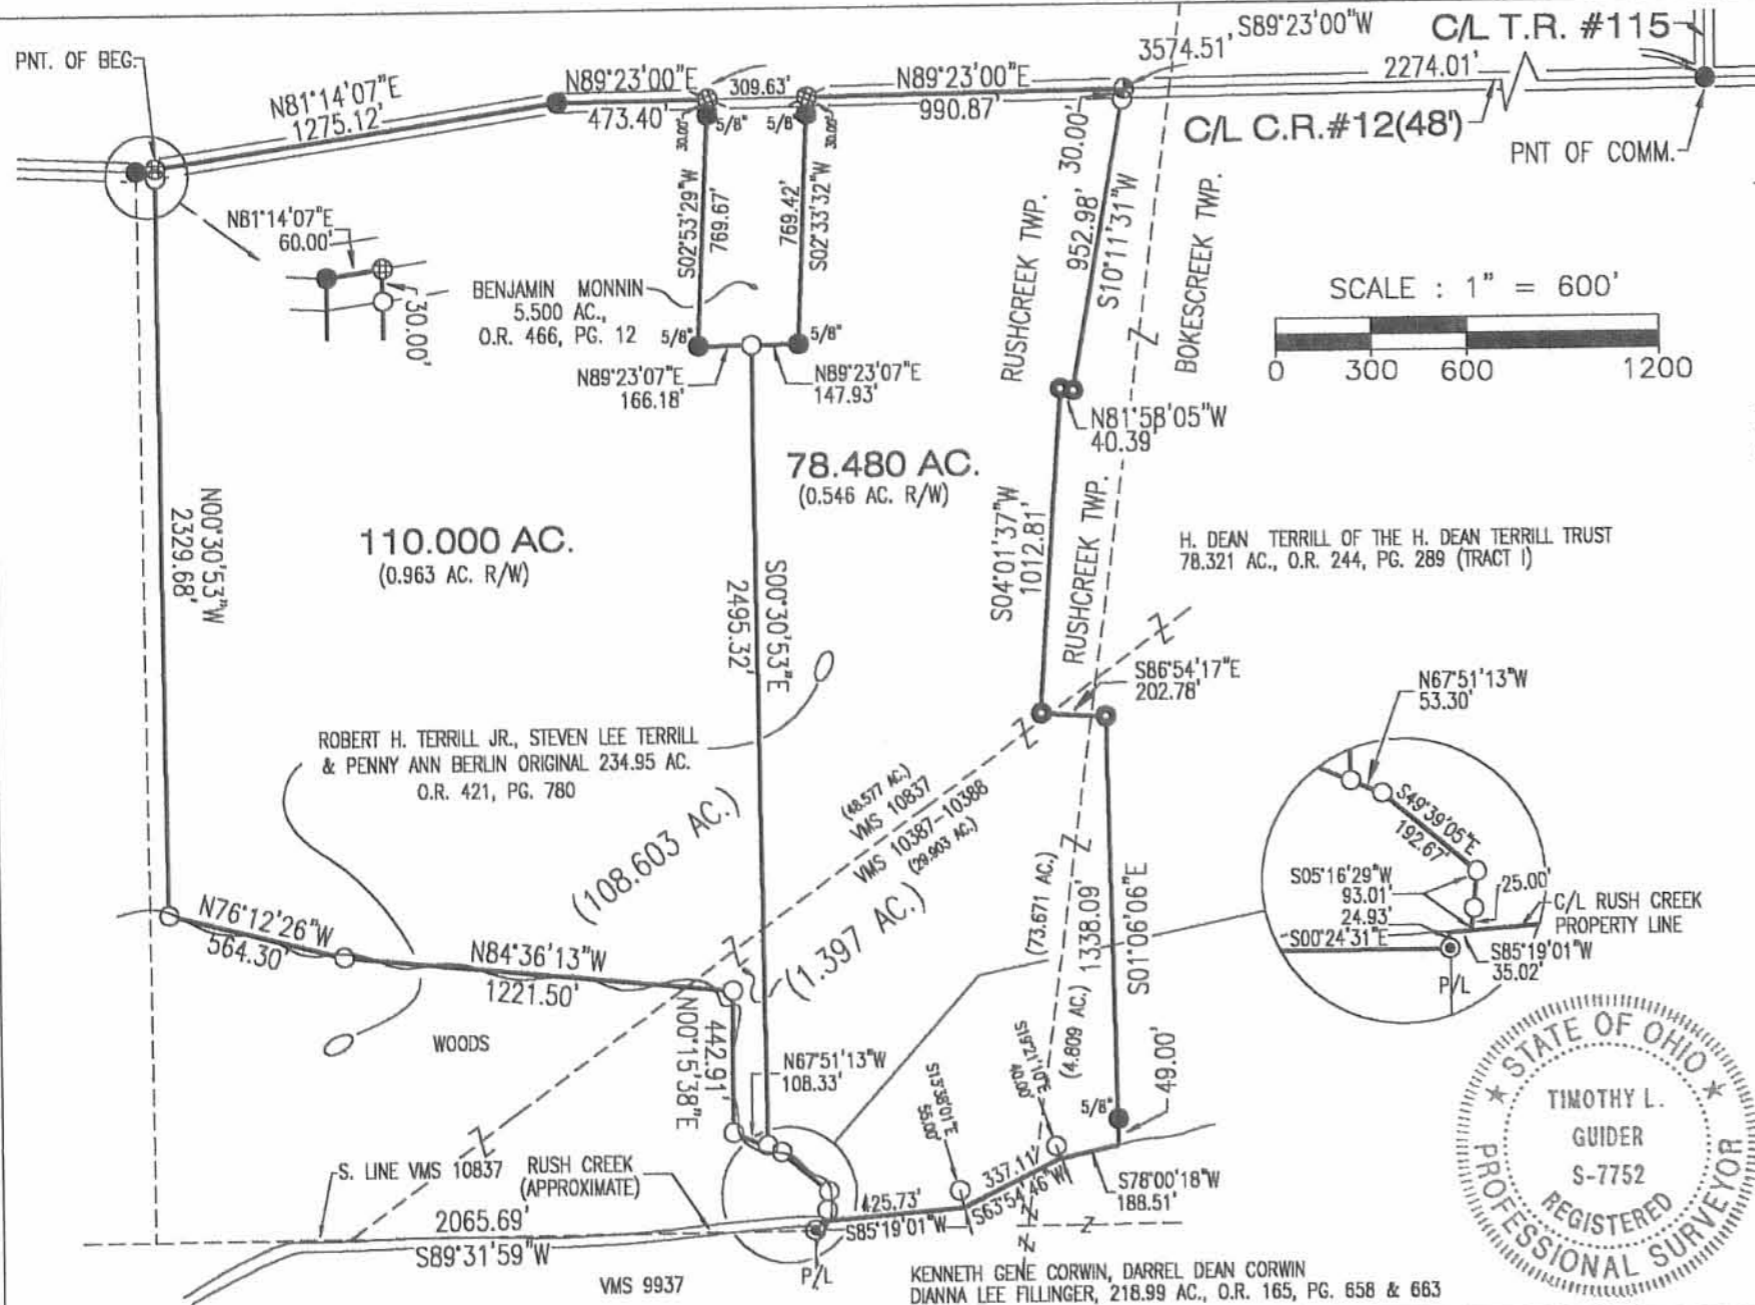 PNT. OF BEG.
N81°14'07"E
1275.12'
N89°23'00"E
473.40'
309.63'
N89°23'00"E
990.87'
3574.51', S89°23'00"W
C/L T.R. #115
2274.01'
C/L C.R.#12(48')
PNT OF COMM.
5/8"
5/8"
30.00'
30.00'
30.00'
N81°14'07"E
60.00'
30.00'
S02°53'29"W
769.67'
769.42'
S02°33'32"W
952.98'
S10°11'31"W
RUSHCREEK TWP.
BOKESCREEK TWP.
BENJAMIN MONNIN
5.500 AC.,
O.R. 466, PG. 12
5/8"
5/8"
N89°23'07"E
166.18'
N89°23'07"E
147.93'
SCALE : 1" = 600'
0 300 600 1200
N81°58'05"W
40.39'
78.480 AC.
(0.546 AC. R/W)
110.000 AC.
(0.963 AC. R/W)
N00°30'53"W
2329.68'
S00°30'53"E
2495.32'
S04°01'37"W
1012.81'
RUSHCREEK TWP.
H. DEAN TERRILL OF THE H. DEAN TERRILL TRUST
78.321 AC., O.R. 244, PG. 289 (TRACT I)
Z
Z
S86°54'17"E
202.78'
ROBERT H. TERRILL JR., STEVEN LEE TERRILL
& PENNY ANN BERLIN ORIGINAL 234.95 AC.
O.R. 421, PG. 780
(108.603 AC.)
(48.577 AC.)
VMS 10837
VMS 10387-10388
(29.903 AC.)
(1.397 AC.)
Z
Z
Z
(73.671 AC.)
(4.809 AC.)
1338.09'
S01°06'06"E
49.00'
5/8"
N67°51'13"W
53.30'
S49°39'05"E
192.67'
S05°16'29"W
93.01'
24.93'
25.00'
S00°24'31"E
C/L RUSH CREEK
PROPERTY LINE
S85°19'01"W
35.02'
P/L
N76°12'26"W
564.30'
N84°36'13"W
1221.50'
WOODS
442.91'
N00°15'38"E
N67°51'13"W
108.33'
S13°38'01"E
55.00'
S19°21'10"E
40.00'
Z
S. LINE VMS 10837
RUSH CREEK
(APPROXIMATE)
2065.69'
S89°31'59"W
425.73'
S85°19'01"W
337.11'
S63°54'46"W
S78°00'18"W
188.51'
Z
Z
Z
P/L
VMS 9937
KENNETH GENE CORWIN, DARREL DEAN CORWIN
DIANNA LEE FILLINGER, 218.99 AC., O.R. 165, PG. 658 & 663
STATE OF OHIO
TIMOTHY L.
GUIDER
S-7752
REGISTERED
PROFESSIONAL SURVEYOR